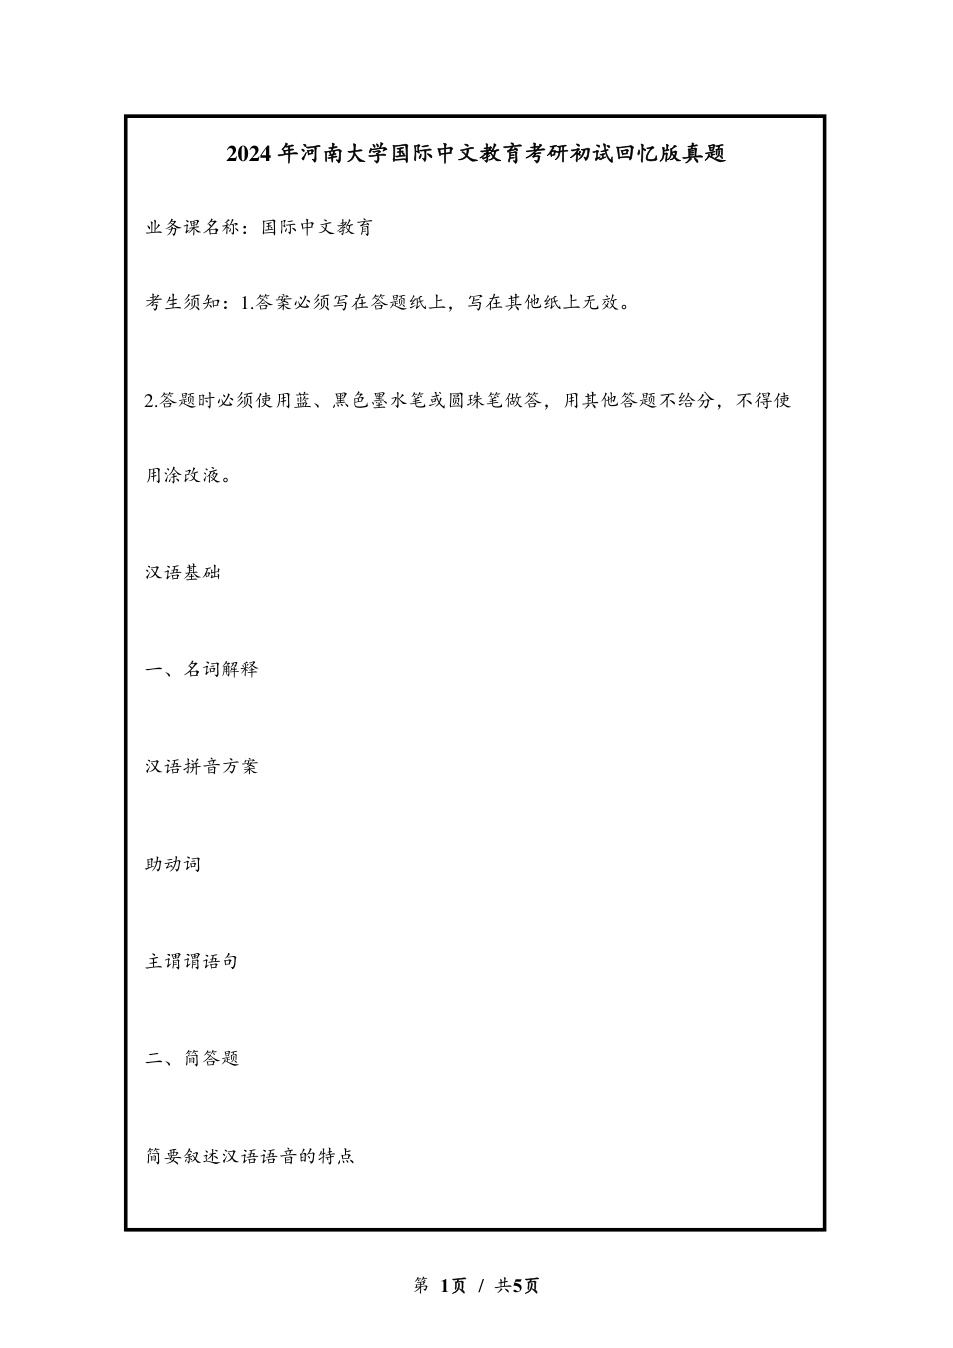 2024 年河南大学国际中文教育考研初试回忆版真题
业务课名称：国际中文教育
考生须知：1.答案必须写在答题纸上，写在其他纸上无效。
2.答题时必须使用蓝、黑色墨水笔或圆珠笔做答，用其他答题不给分，不得使
用涂改液。
汉语基础
一、名词解释
汉语拼音方案
助动词
主谓谓语句
二、简答题
简要叙述汉语语音的特点
第 1页 / 共5页